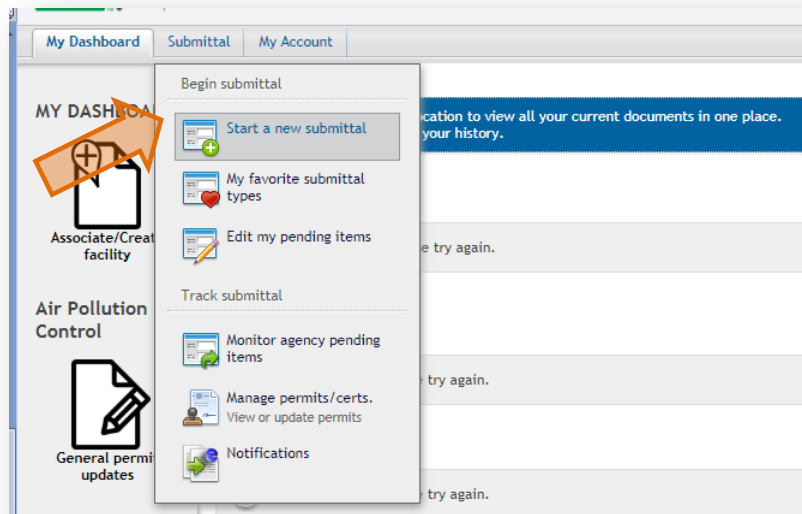 My Dashboard Submittal My Account
Begin submittal
Start a new submittal
My favorite submittal
types
Edit my pending items
Track submittal
Monitor agency pending
items
Manage permits/certs.
View or update permits
Notifications
MY
Associate/Creat
facility
Air Pollution
Control
General permi
updates
to view all your current documents in one place.
your history.
try again.
try again.
try again.